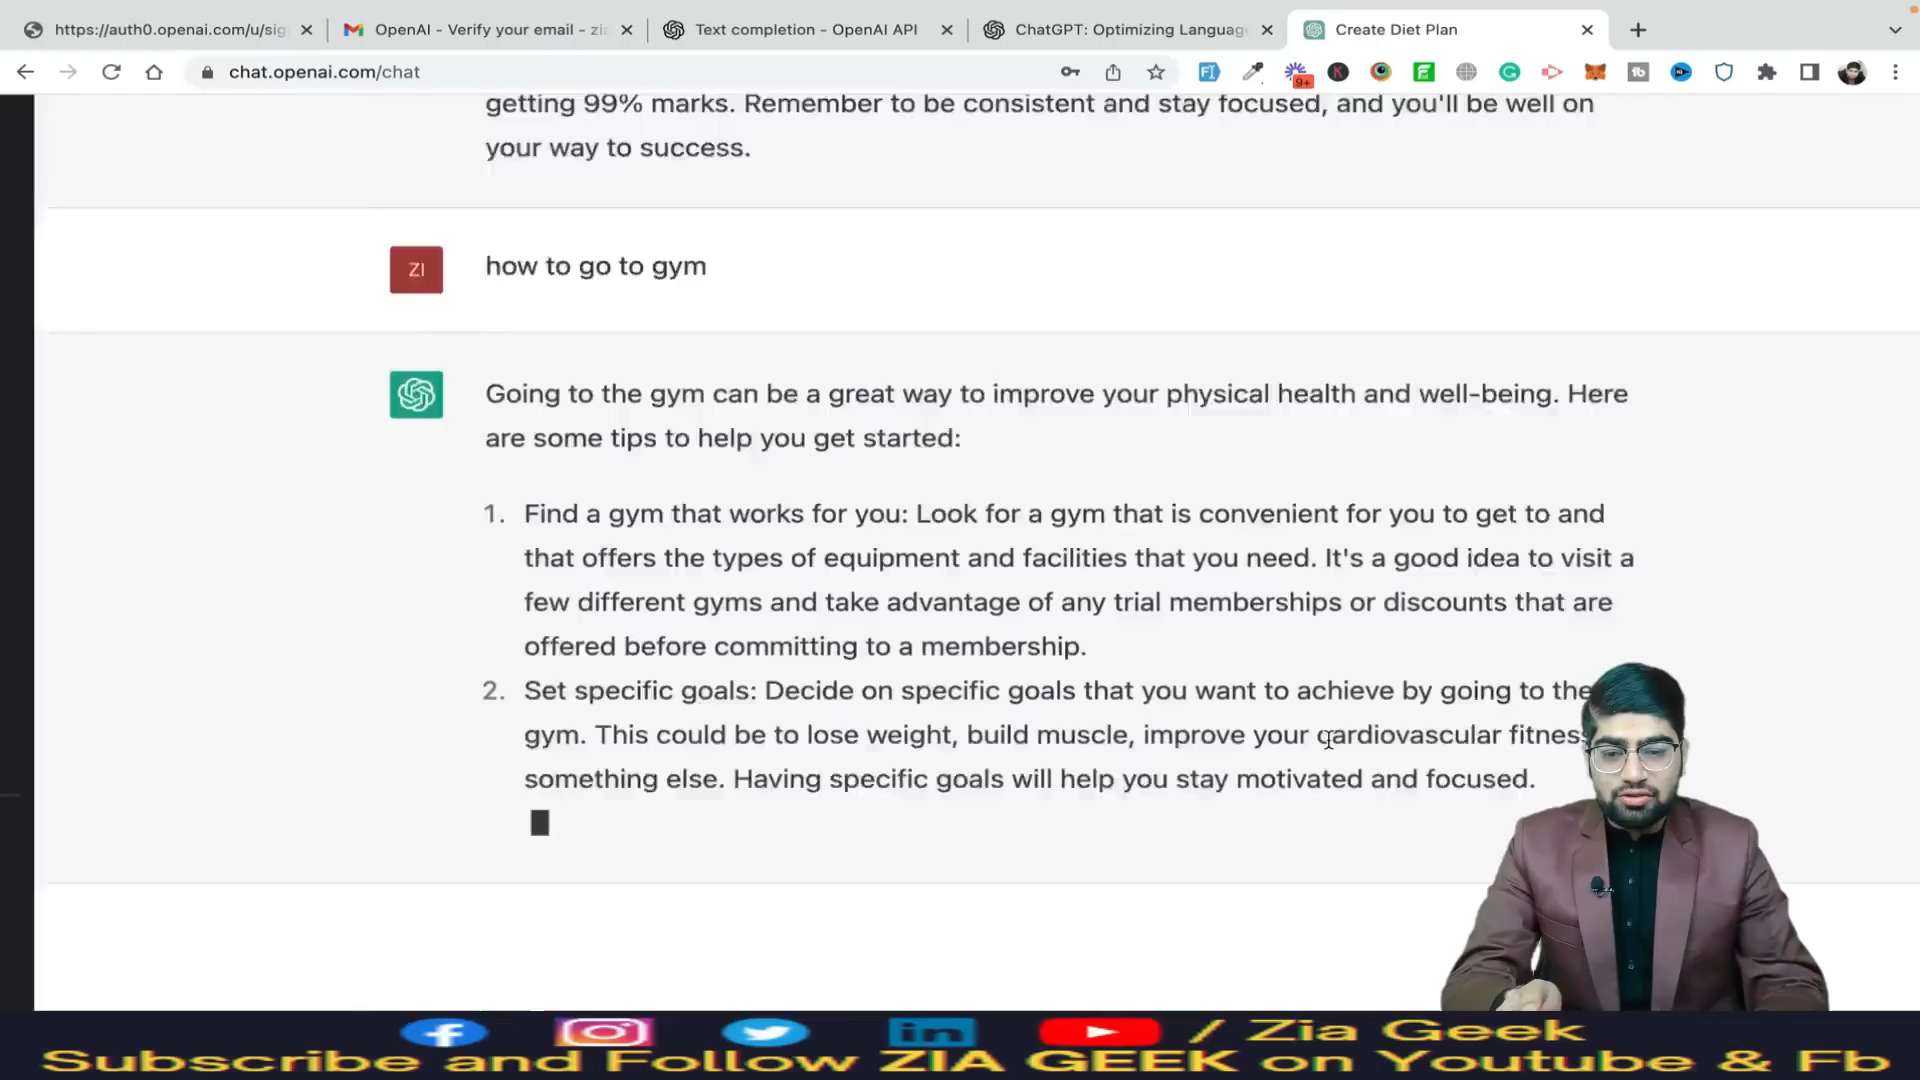 https://auth0.openai.com/u/sig
OpenAI - Verify your email - zia
Text completion - OpenAI API
ChatGPT: Optimizing Languag
Create Diet Plan
chat.openai.com/chat
9+
getting 99% marks. Remember to be consistent and stay focused, and you'll be well on
your way to success.
ZI
how to go to gym
Going to the gym can be a great way to improve your physical health and well-being. Here
are some tips to help you get started:
1. Find a gym that works for you: Look for a gym that is convenient for you to get to and
that offers the types of equipment and facilities that you need. It's a good idea to visit a
few different gyms and take advantage of any trial memberships or discounts that are
offered before committing to a membership.
2. Set specific goals: Decide on specific goals that you want to achieve by going to the
gym. This could be to lose weight, build muscle, improve your cardiovascular fitness
something else. Having specific goals will help you stay motivated and focused.
/ Zia Geek
Subscribe and Follow ZIA GEEK on Youtube & Fb